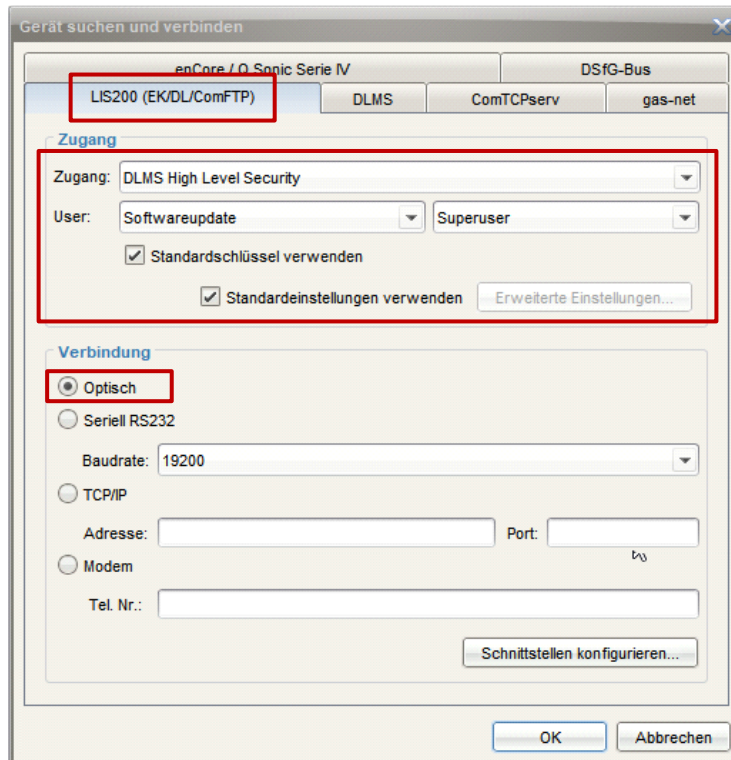 Gerät suchen und verbinden
enCore / Q.Sonic Serie IV DSfG-Bus
LIS200 (EK/DL/ComFTP) DLMS ComTCPserv gas-net
Zugang
Zugang: DLMS High Level Security
User: Softwareupdate Superuser
Standardschlüssel verwenden
Standardeinstellungen verwenden Erweiterte Einstellungen...
Verbindung
Optisch
Seriell RS232
Baudrate: 19200
TCP/IP
Adresse: Port:
Modem
Tel. Nr.:
Schnittstellen konfigurieren...
OK Abbrechen